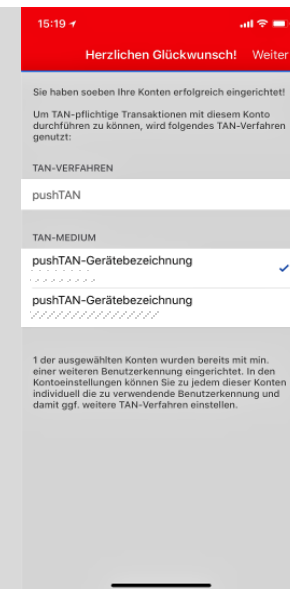 15:19
Herzlichen Glückwunsch! Weiter
Sie haben soeben Ihre Konten erfolgreich eingerichtet!
Um TAN-pflichtige Transaktionen mit diesem Konto
durchführen zu können, wird folgendes TAN-Verfahren
genutzt:
TAN-VERFAHREN
pushTAN
TAN-MEDIUM
pushTAN-Gerätebezeichnung
pushTAN-Gerätebezeichnung
1 der ausgewählten Konten wurden bereits mit min.
einer weiteren Benutzerkennung eingerichtet. In den
Kontoeinstellungen können Sie zu jedem dieser Konten
individuell die zu verwendende Benutzerkennung und
damit ggf. weitere TAN-Verfahren einstellen.